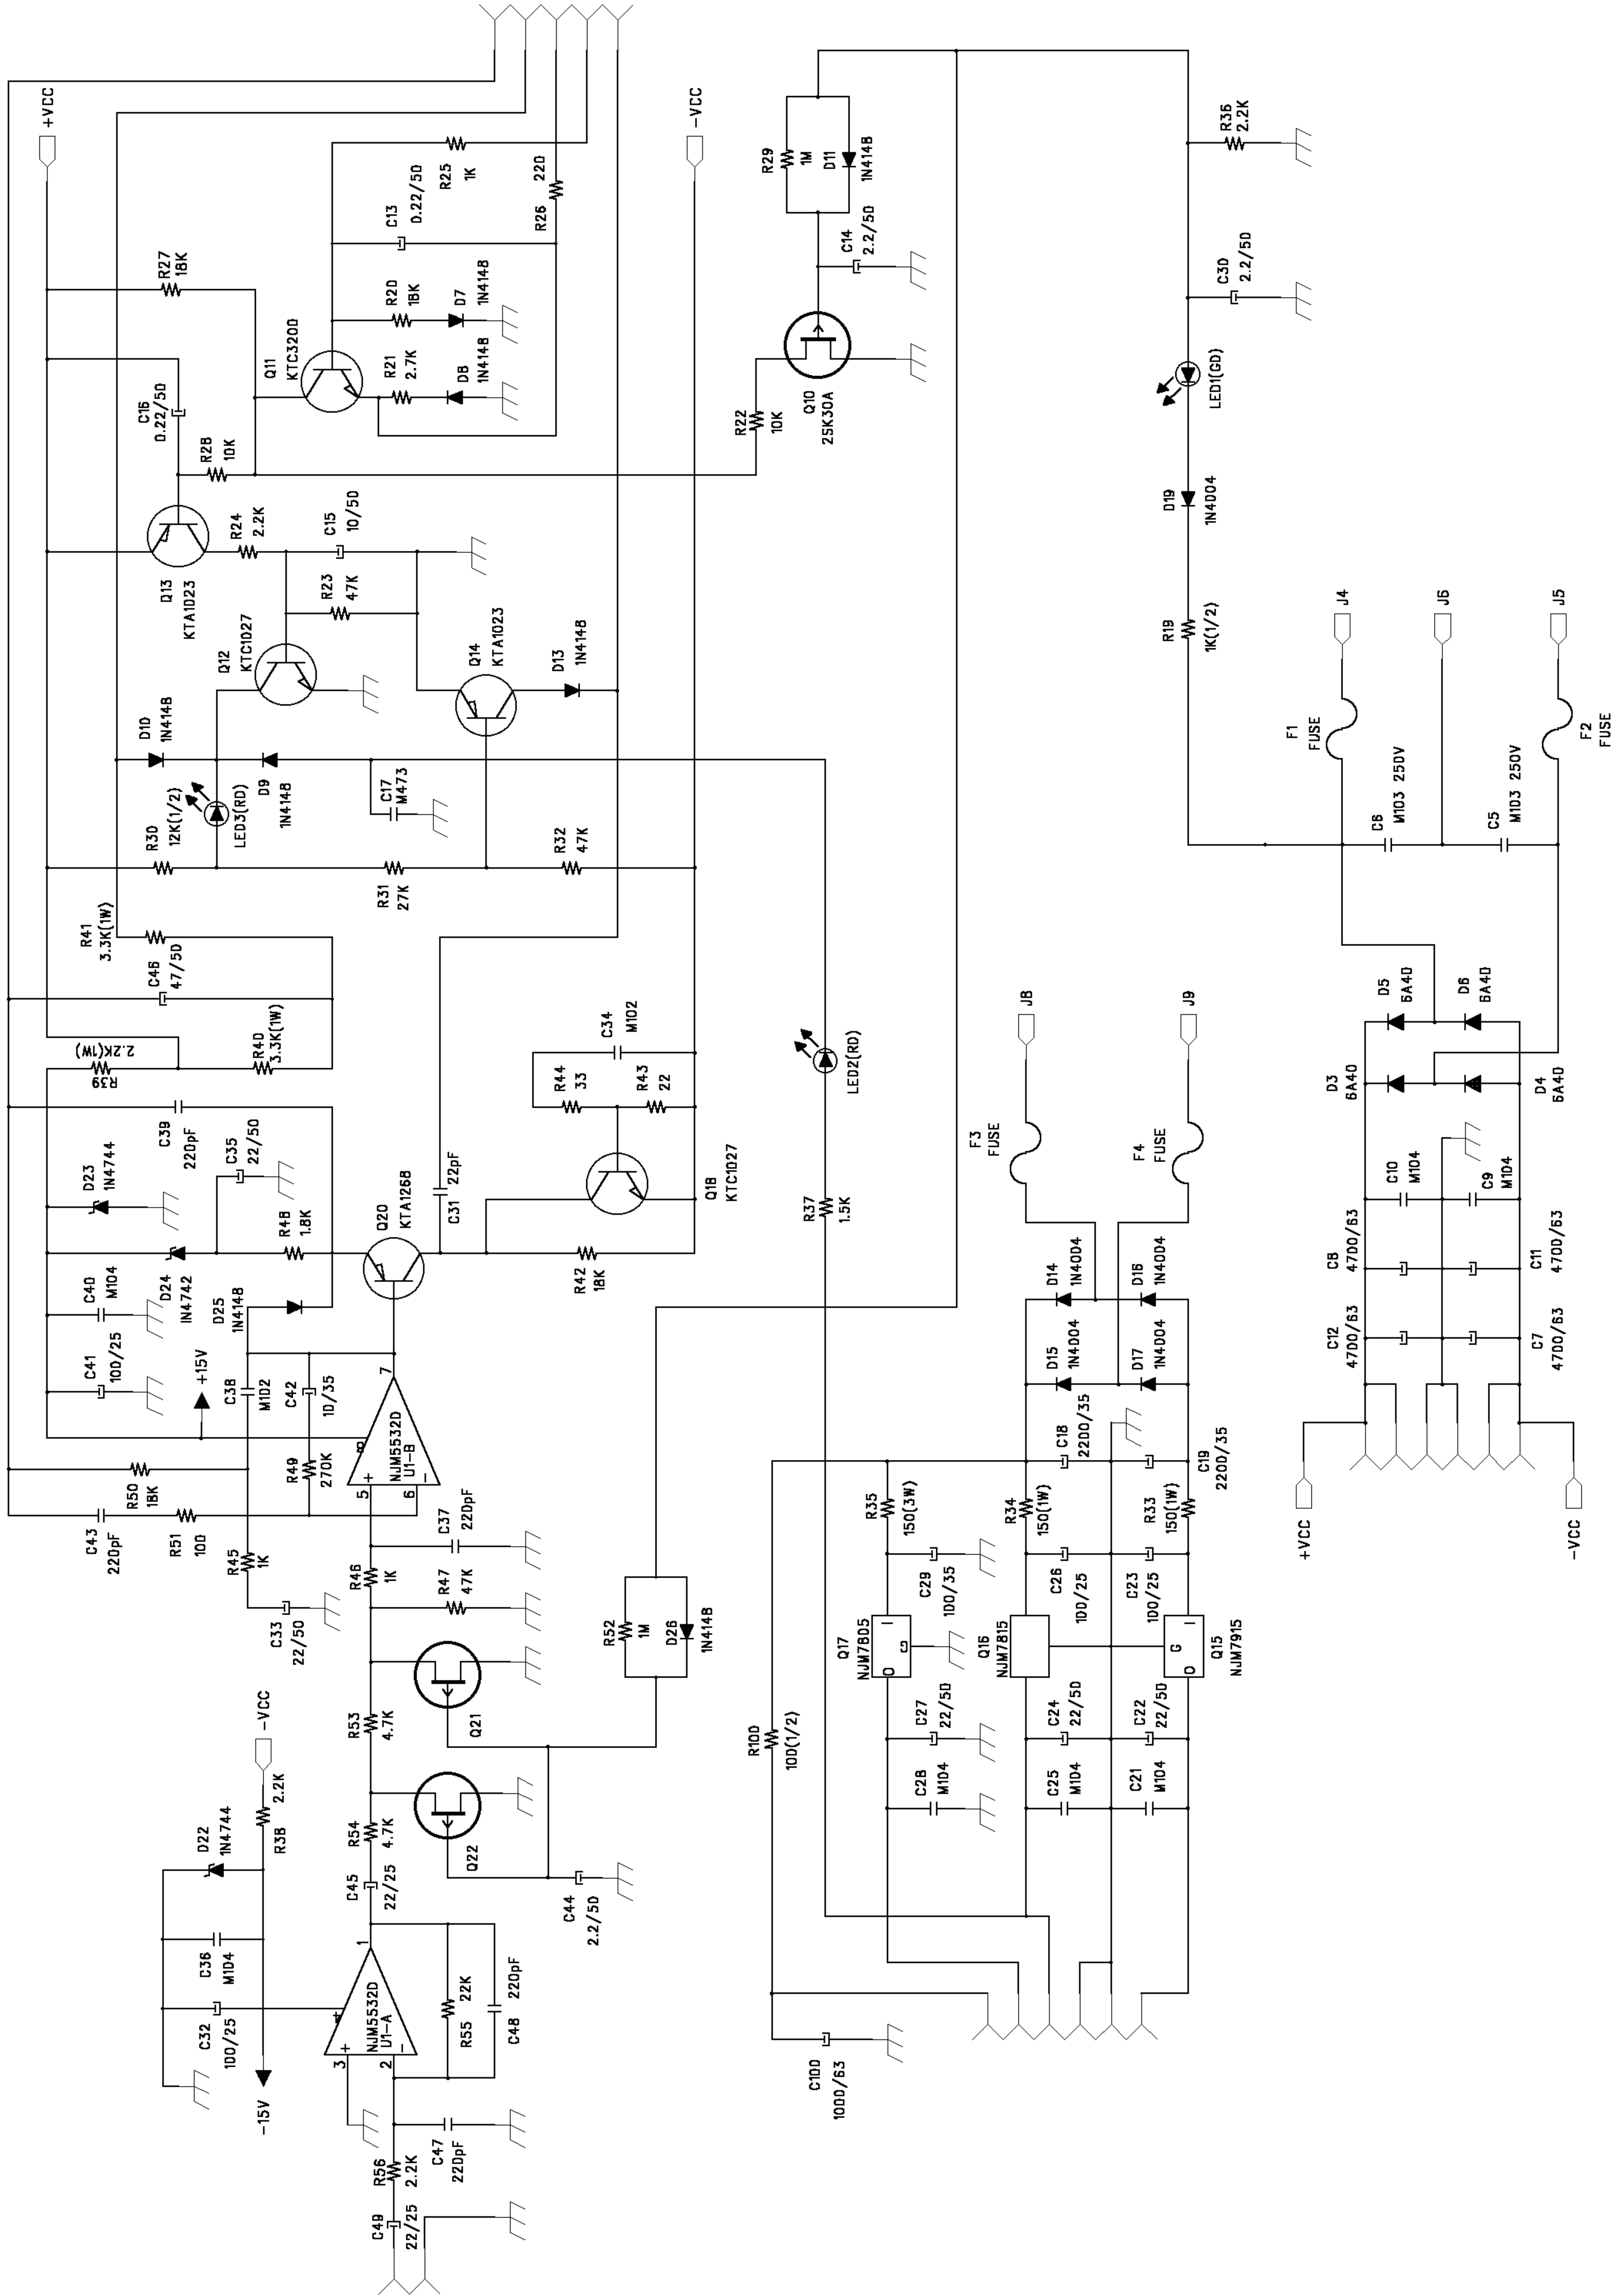 +VCC
R41
3.3K(1W)
C46
47/50
2.2K(1W)
R39
R40
3.3K(1W)
C39
220pF
D23
1N4744
C35
22/50
C40
M104
D24
1N4742
R48
1.8K
C41
100/25
+15V
D25
1N4148
C38
M102
C42
10/35
R50
18K
R49
270K
C43
220pF
R51
100
R45
1K
C33
22/50
C16
0.22/50
R27
18K
R28
10K
Q13
KTA1023
R24
2.2K
C15
10/50
Q11
KTC3200
R20
18K
D7
1N4148
R21
2.7K
D8
1N4148
C13
0.22/50
R25
1K
R26
220
D10
1N4148
Q12
KTC1027
R23
47K
Q14
KTA1023
D13
1N4148
R30
12K(1/2)
LED3(RD)
D9
1N4148
C17
M473
R31
27K
R32
47K
-VCC
Q20
KTA1268
22pF
C31
R42
18K
R44
33
R43
22
C34
M102
Q18
KTC1027
7
8
NJM5532D
U1-B
+
-
5
6
R46
1K
C37
220pF
R47
47K
Q21
R53
4.7K
R54
4.7K
Q22
C45
22/25
C44
2.2/50
R52
1M
D26
1N4148
-VCC
2.2K
R38
D22
1N4744
C36
M104
C32
100/25
-15V
1
4
NJM5532D
U1-A
+
-
3
2
22K
R55
220pF
C48
C47
220pF
R56
2.2K
C49
22/25
R29
1M
D11
1N4148
C14
2.2/50
Q10
2SK30A
R22
10K
R36
2.2K
C30
2.2/50
LED1(GD)
D19
1N4004
R19
1K(1/2)
LED2(RD)
R37
1.5K
J8
F3
FUSE
J9
F4
FUSE
D14
1N4004
D16
1N4004
D15
1N4004
D17
1N4004
C18
2200/35
C19
2200/35
R35
150(3W)
R34
150(1W)
R33
150(1W)
C29
100/35
C26
100/25
C23
100/25
Q17
NJM7805
O
G
I
Q16
NJM7815
Q15
NJM7915
O
G
I
C27
22/50
C24
22/50
C22
22/50
C28
M104
C25
M104
C21
M104
R100
100(1/2)
C100
1000/63
J4
J6
J5
F1
FUSE
F2
FUSE
C6
M103 250V
C5
M103 250V
D5
6A40
D6
6A40
D3
6A40
D4
6A40
C10
M104
C9
M104
C8
4700/63
C11
4700/63
C12
4700/63
C7
4700/63
+VCC
-VCC